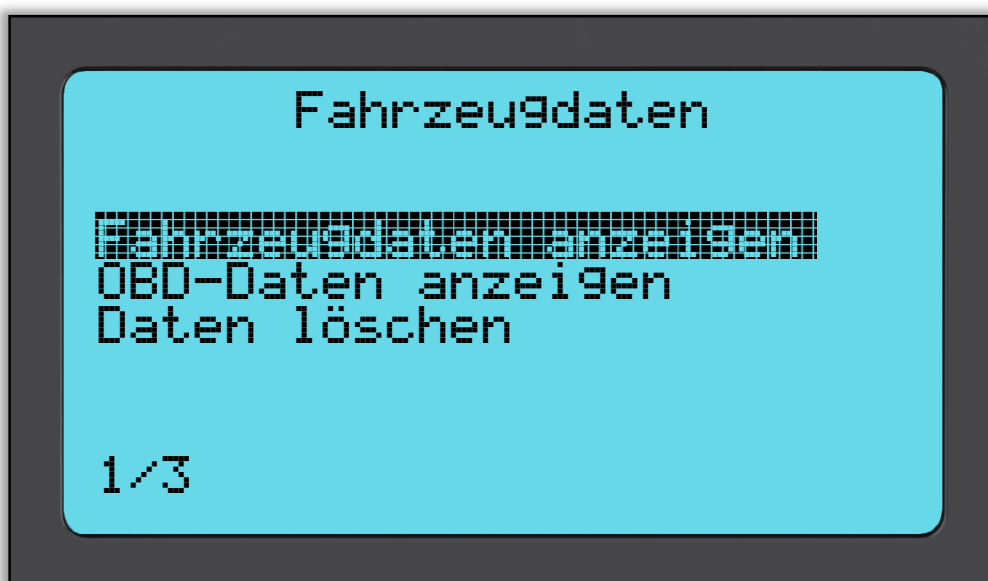 Fahrzeugdaten
Fahrzeugdaten anzeigen
OBD-Daten anzeigen
Daten löschen
1/3